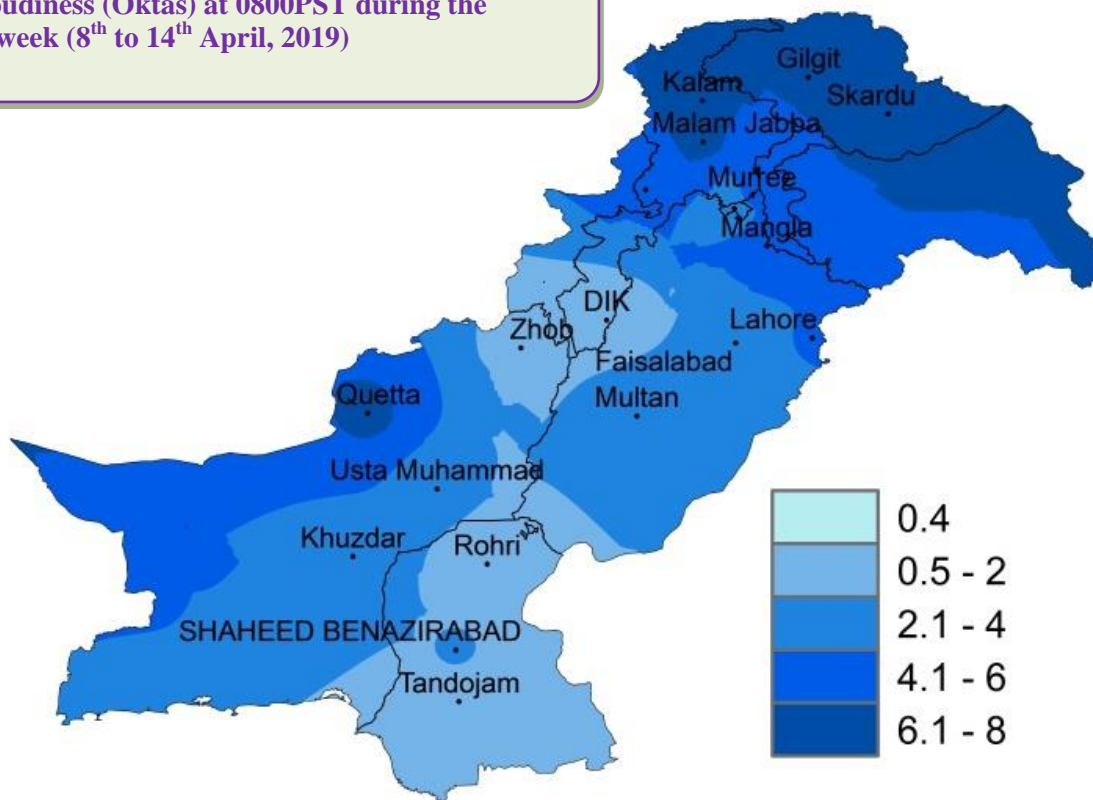 (Oktas) at 0800PST during the
week (8th to 14th April, 2019)
Gilgit
Kalam
Skardu
Malam Jabba
Murree
Mangla
DIK
Zhob
Lahore
Faisalabad
Quetta
Multan
Usta Muhammad
Khuzdar
Rohri
SHAHEED BENAZIRABAD
Tandojam
0.4
0.5 - 2
2.1 - 4
4.1 - 6
6.1 - 8